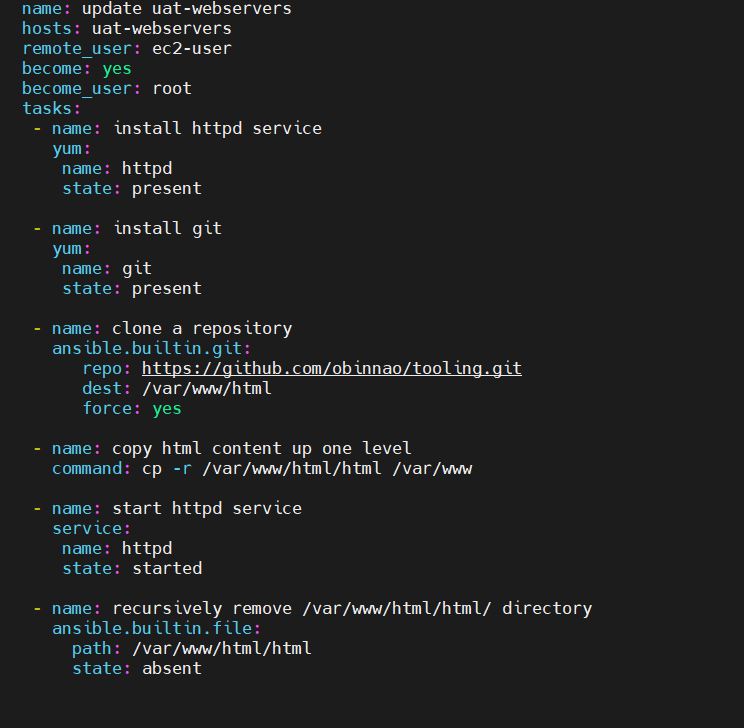 name: update uat-webservers
hosts: uat-webservers
remote_user: ec2-user
become: yes
become_user: root
tasks:
 - name: install httpd service
   yum:
    name: httpd
    state: present

 - name: install git
   yum:
    name: git
    state: present

 - name: clone a repository
   ansible.builtin.git:
      repo: https://github.com/obinnao/tooling.git
      dest: /var/www/html
      force: yes

 - name: copy html content up one level
   command: cp -r /var/www/html/html /var/www

 - name: start httpd service
   service:
    name: httpd
    state: started

 - name: recursively remove /var/www/html/html/ directory
   ansible.builtin.file:
     path: /var/www/html/html
     state: absent